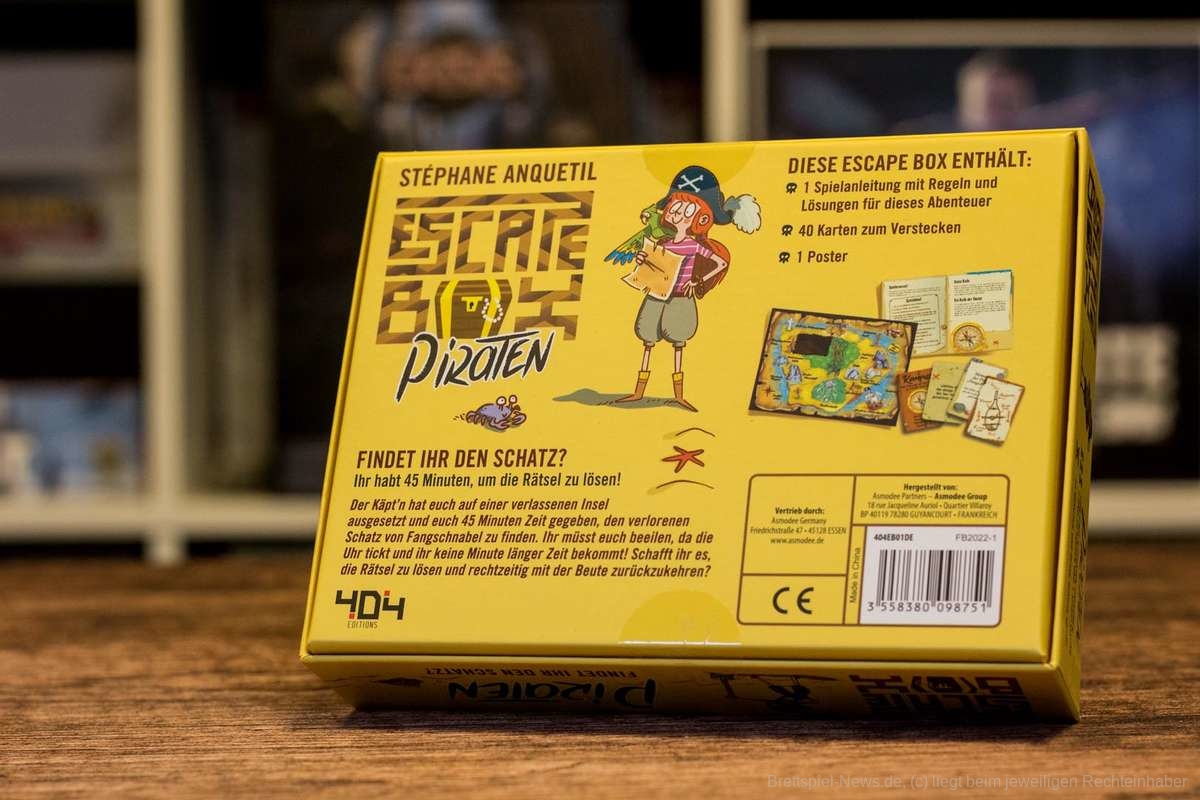 STÉPHANE ANQUETIL
ESCAPE
BOX
PIRATEN
FINDET IHR DEN SCHATZ?
Ihr habt 45 Minuten, um die Rätsel zu lösen!
Der Käpt'n hat euch auf einer verlassenen Insel
ausgesetzt und euch 45 Minuten Zeit gegeben, den verlorenen
Schatz von Fangschnabel zu finden. Ihr müsst euch beeilen, da die
Uhr tickt und ihr keine Minute länger Zeit bekommt! Schafft ihr es,
die Rätsel zu lösen und rechtzeitig mit der Beute zurückzukehren?
404
EDITIONS
DIESE ESCAPE BOX ENTHÄLT:
1 Spielanleitung mit Regeln und
Lösungen für dieses Abenteuer
40 Karten zum Verstecken
1 Poster
Vertrieb durch:
Asmodee Germany
Friedrichstraße 47 • 45128 ESSEN
www.asmodee.de
Hergestellt von:
Asmodee Partners – Asmodee Group
18 rue Jacqueline Auriol • Quartier Villaroy
BP 40119 78280 GUYANCOURT • FRANKREICH
404EB01DE
FB2022-1
Made in China
3 558380 098751
CE
FINDET IHR DEN SCHATZ?
PIRATEN
ESCAPE
BOX
Brettspiel-News.de, (c) liegt beim jeweiligen Rechteinhaber